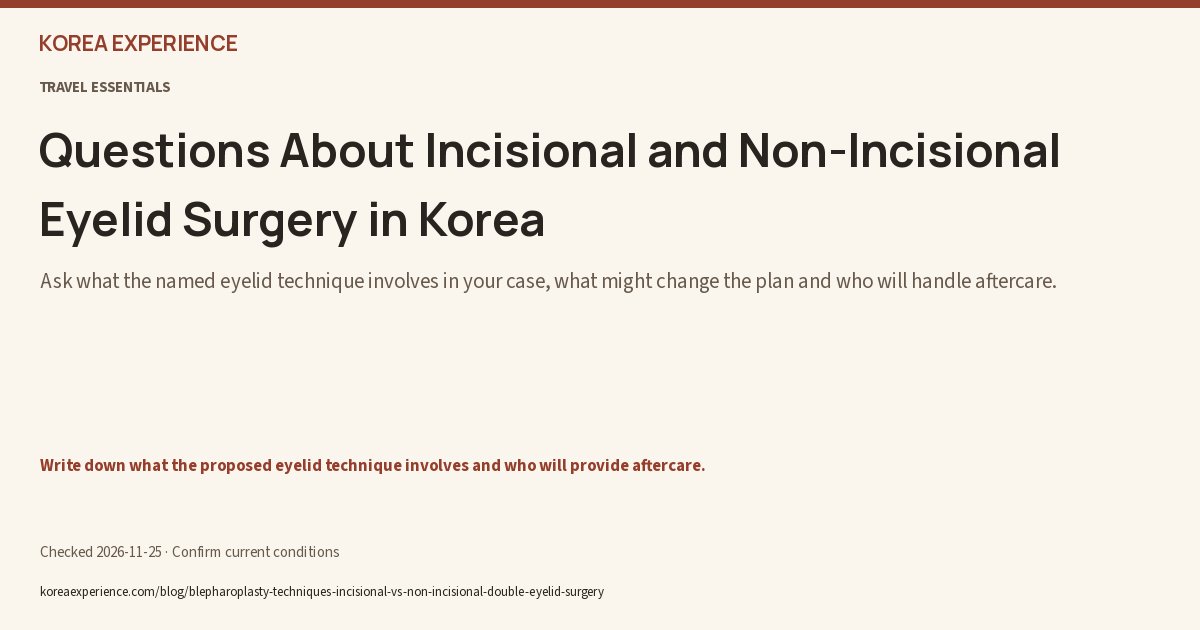 KOREA EXPERIENCE
TRAVEL ESSENTIALS
Questions About Incisional and Non-Incisional
Eyelid Surgery in Korea
Ask what the named eyelid technique involves in your case, what might change the plan and who will handle aftercare.
Write down what the proposed eyelid technique involves and who will provide aftercare.
Checked 2026-11-25 · Confirm current conditions
koreaexperience.com/blog/blepharoplasty-techniques-incisional-vs-non-incisional-double-eyelid-surgery